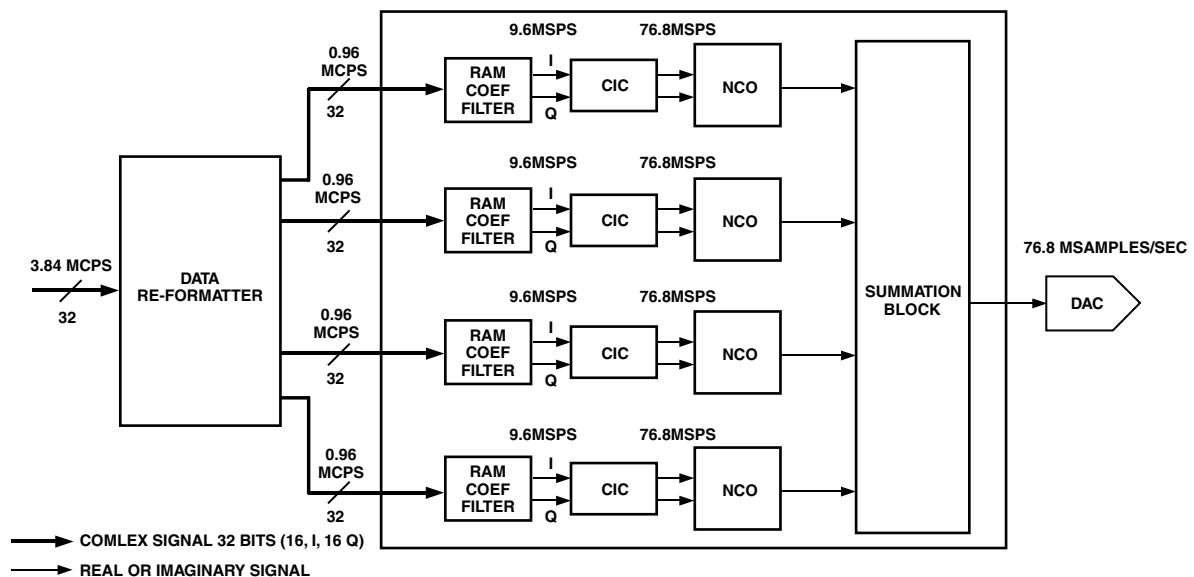 9.6MSPS
76.8MSPS
0.96
MCPS
32
RAM
COEF
FILTER
I
Q
CIC
NCO
9.6MSPS
76.8MSPS
0.96
MCPS
32
RAM
COEF
FILTER
I
Q
CIC
NCO
3.84 MCPS
32
DATA
RE-FORMATTER
9.6MSPS
76.8MSPS
0.96
MCPS
32
RAM
COEF
FILTER
I
Q
CIC
NCO
9.6MSPS
76.8MSPS
0.96
MCPS
32
RAM
COEF
FILTER
I
Q
CIC
NCO
SUMMATION
BLOCK
76.8 MSAMPLES/SEC
DAC
COMLEX SIGNAL 32 BITS (16, I, 16 Q)
REAL OR IMAGINARY SIGNAL